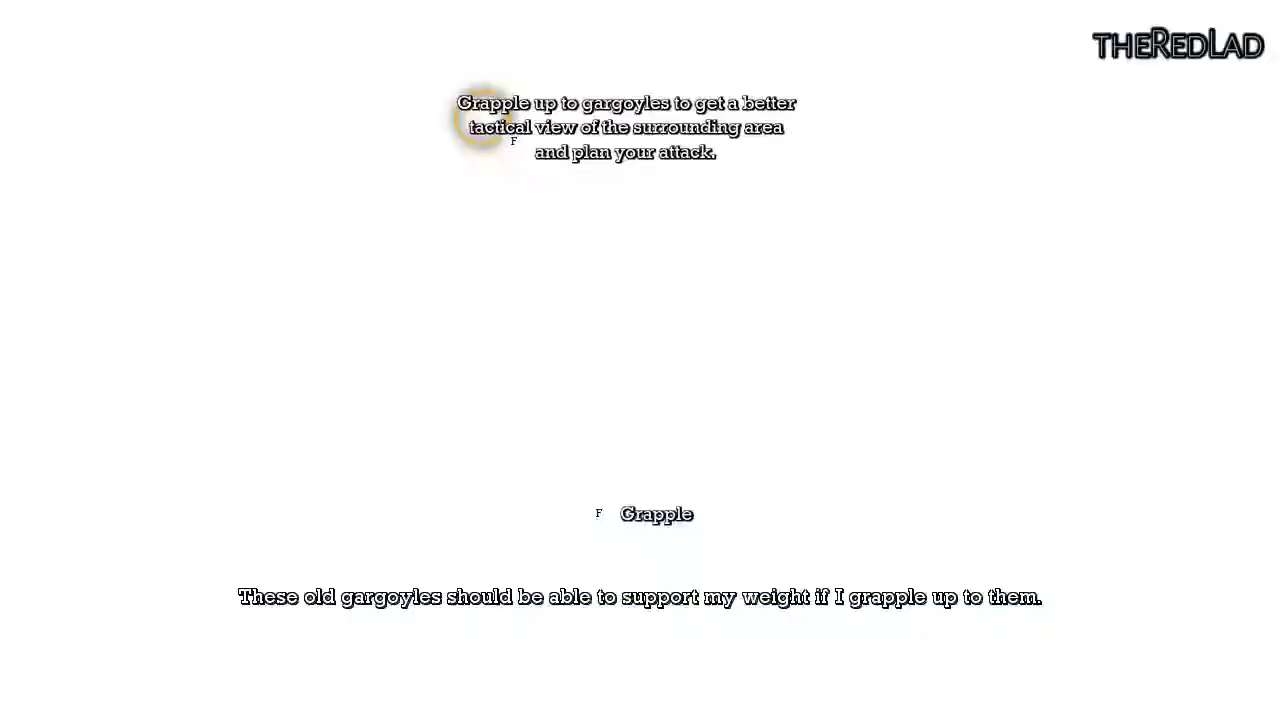 THEREDLAD
Grapple up to gargoyles to get a better
tactical view of the surrounding area
F
and plan your attack.
F Grapple
These old gargoyles should be able to support my weight if I grapple up to them.